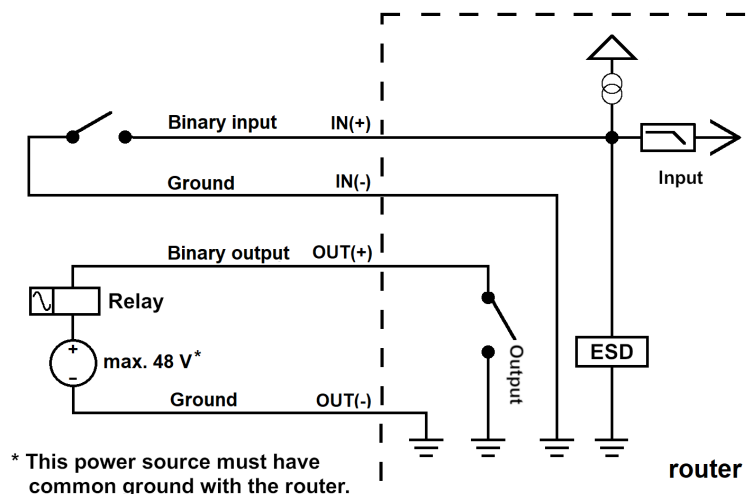 Binary input IN(+)
Input
Ground IN(-)
Binary output OUT(+)
Relay
+
max. 48 V*
-
Output
ESD
Ground OUT(-)
* This power source must have
common ground with the router.
router